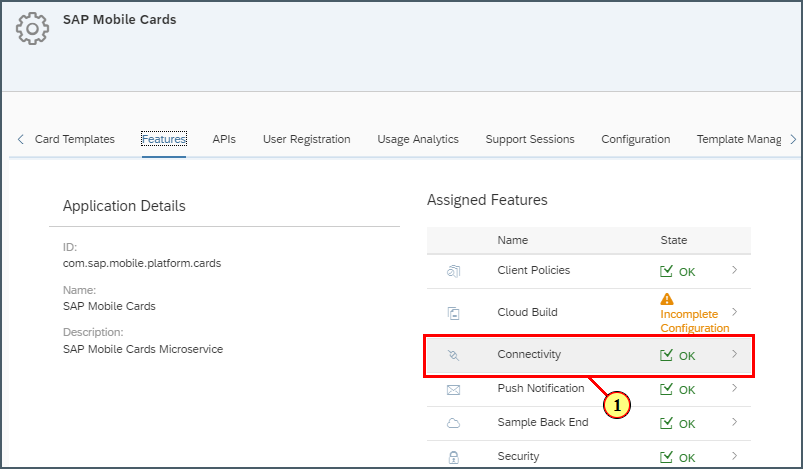 SAP Mobile Cards
Card Templates Features APIs User Registration Usage Analytics Support Sessions Configuration Template Manag
Application Details
ID:
com.sap.mobile.platform.cards
Name:
SAP Mobile Cards
Description:
SAP Mobile Cards Microservice
Assigned Features
Name State
Client Policies OK
Cloud Build Incomplete
Configuration
Connectivity OK
Push Notification OK
1
Sample Back End OK
Security OK